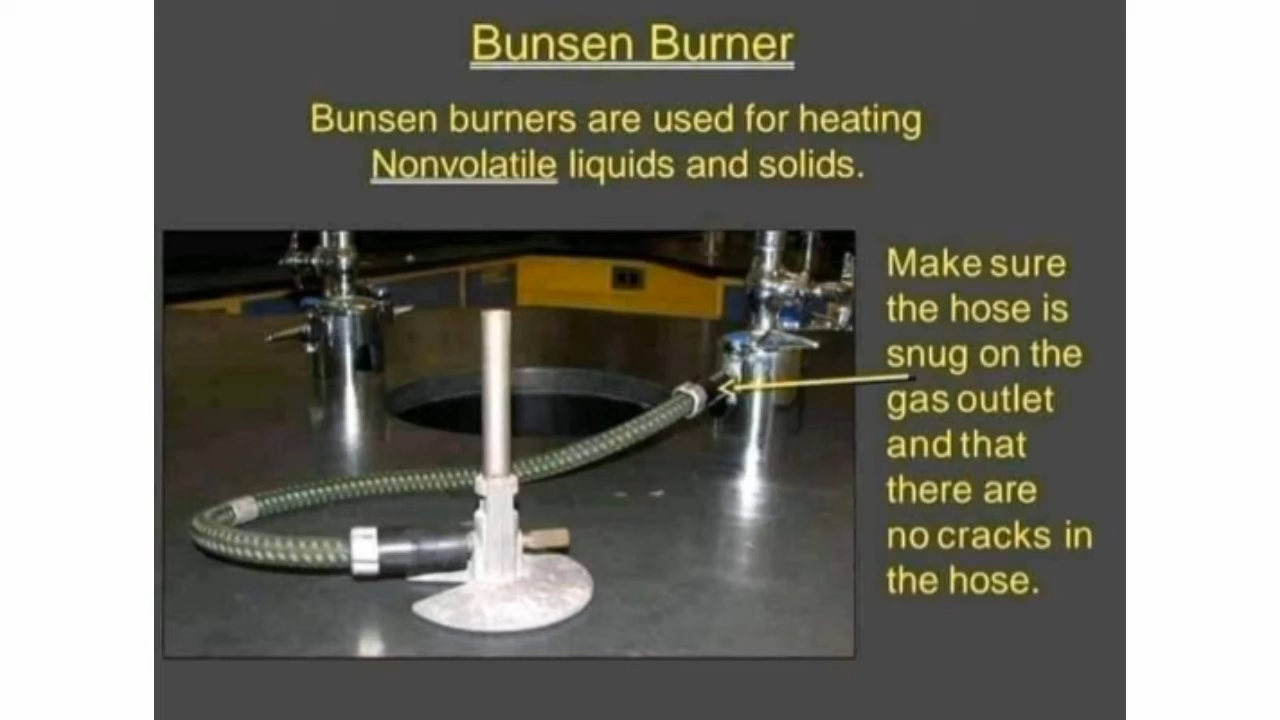 Bunsen Burner
Bunsen burners are used for heating
Nonvolatile liquids and solids.
Make sure
the hose is
snug on the
gas outlet
and that
there are
no cracks in
the hose.